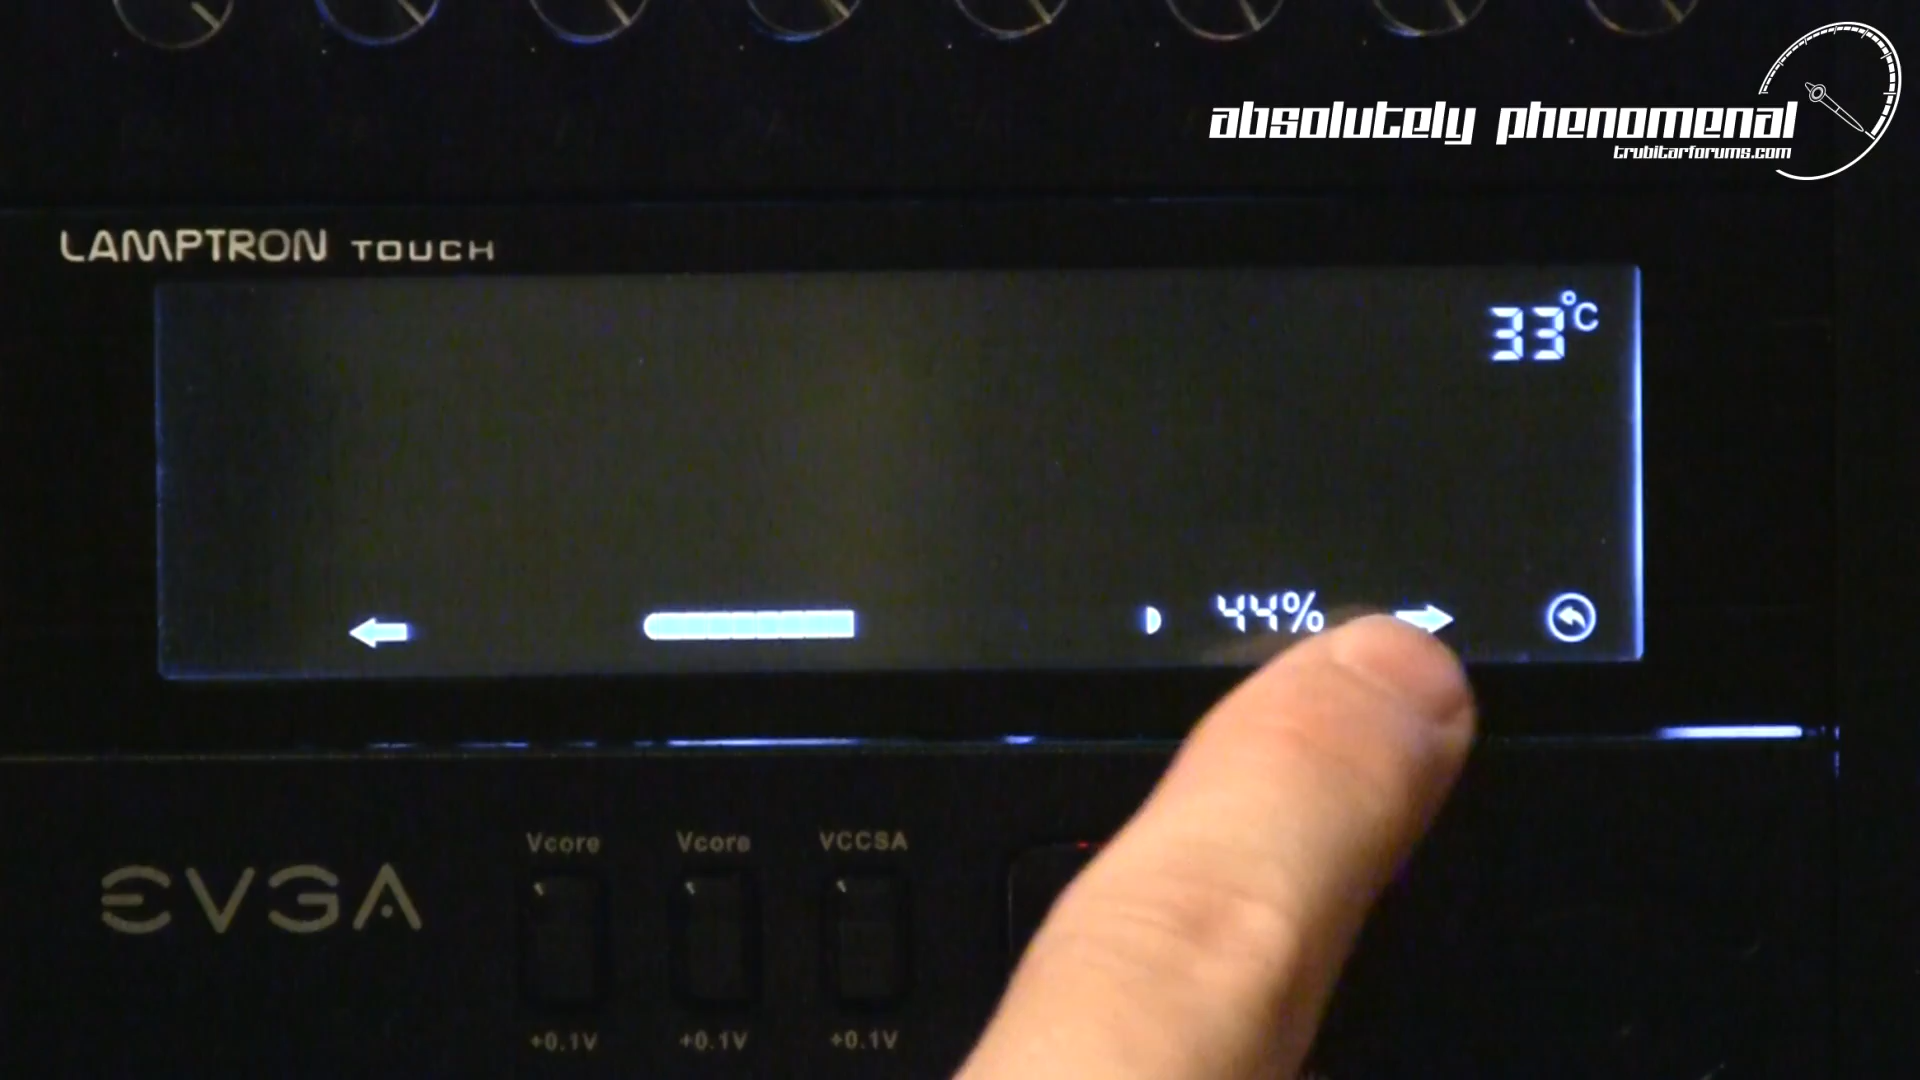 absolutely phenomenal
trubitarforums.com
LAMPTRON TOUCH
33°C
44%
EVGA
Vcore Vcore VCCSA
+0.1V +0.1V +0.1V